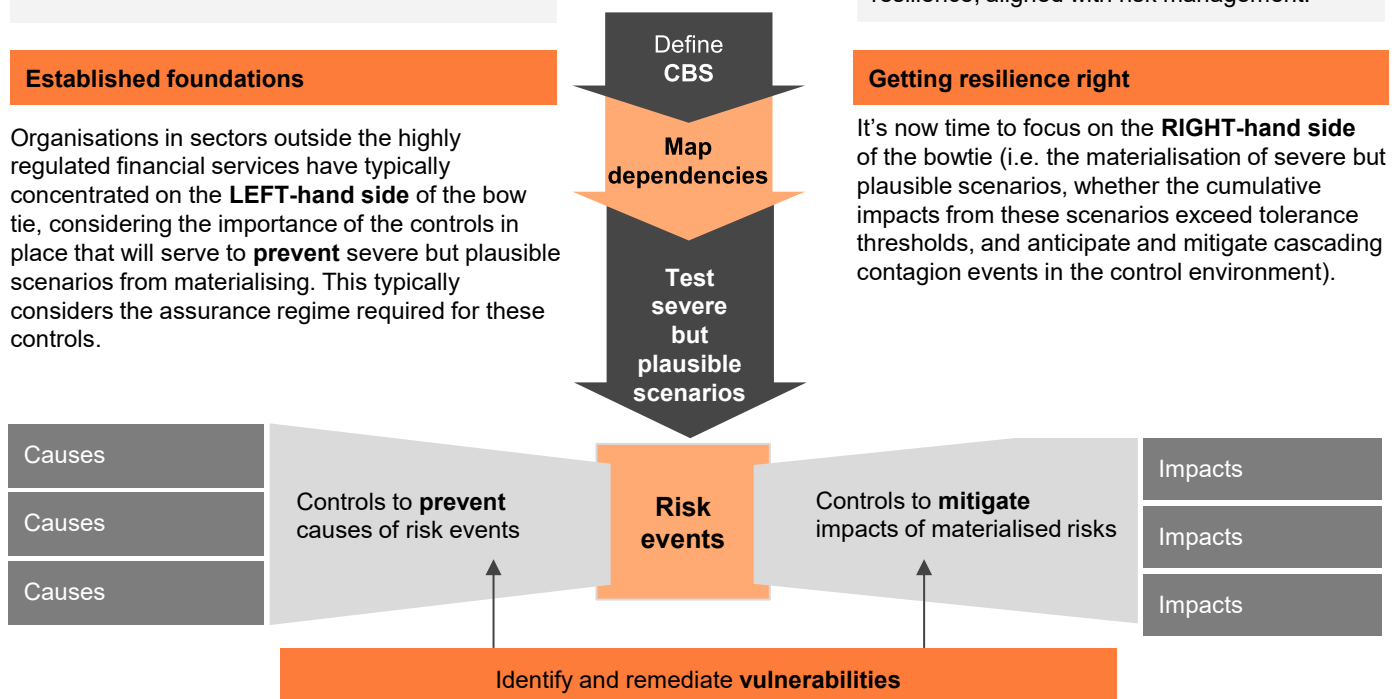 resilience, aligned with risk management.
Define
CBS
Established foundations
Organisations in sectors outside the highly
regulated financial services have typically
concentrated on the LEFT-hand side of the bow
tie, considering the importance of the controls in
place that will serve to prevent severe but plausible
scenarios from materialising. This typically
considers the assurance regime required for these
controls.
Map
dependencies
Test
severe
but
plausible
scenarios
Getting resilience right
It’s now time to focus on the RIGHT-hand side
of the bowtie (i.e. the materialisation of severe but
plausible scenarios, whether the cumulative
impacts from these scenarios exceed tolerance
thresholds, and anticipate and mitigate cascading
contagion events in the control environment).
Causes
Causes
Causes
Controls to prevent
causes of risk events
Risk
events
Controls to mitigate
impacts of materialised risks
Impacts
Impacts
Impacts
Identify and remediate vulnerabilities